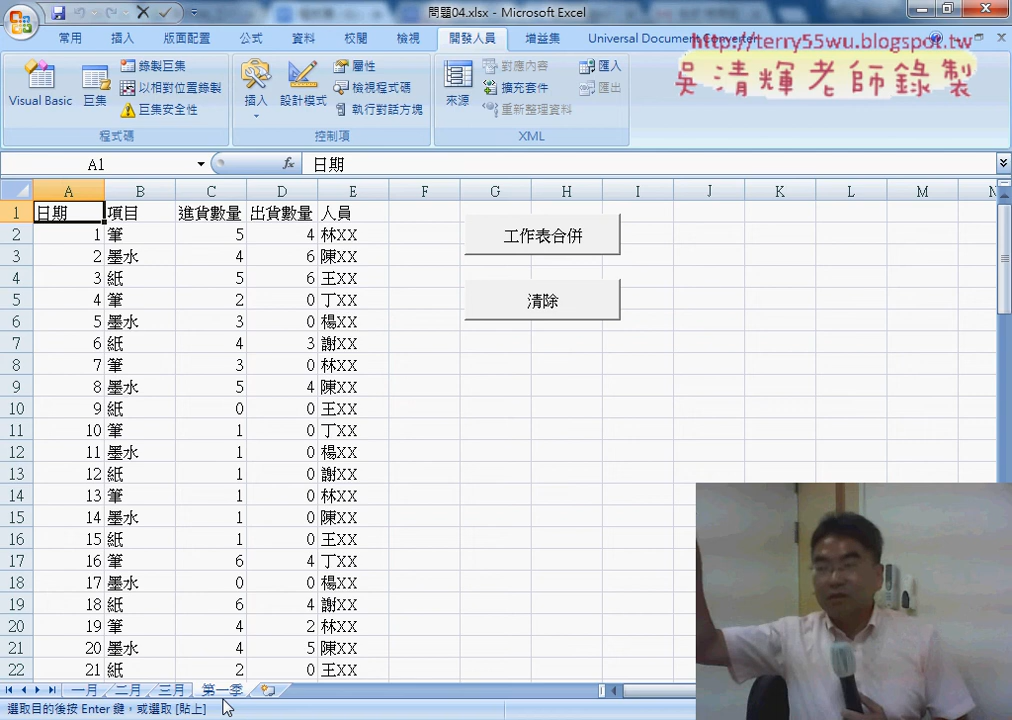 問題04.xlsx - Microsoft Excel
常用 插入 版面配置 公式 資料 校閱 檢視 開發人員 增益集 Universal Document Converter
http://terry55wu.blogspot.tw
吳清輝老師錄製
Visual Basic 巨集 錄製巨集 以相對位置錄製 巨集安全性
程式碼
插入 設計模式 屬性 檢視程式碼 執行對話方塊
控制項
來源 對應內容 擴充套件 重新整理資料 匯入 匯出
XML
A1 fx 日期
A B C D E F G H I J K L M N
1 日期 項目 進貨數量 出貨數量 人員
2 1 筆 5 4 林XX
3 2 墨水 4 6 陳XX
4 3 紙 5 6 王XX
5 4 筆 2 0 丁XX
6 5 墨水 3 0 楊XX
7 6 紙 4 3 謝XX
8 7 筆 3 0 林XX
9 8 墨水 5 4 陳XX
10 9 紙 0 0 王XX
11 10 筆 1 0 丁XX
12 11 墨水 1 0 楊XX
13 12 紙 1 0 謝XX
14 13 筆 1 0 林XX
15 14 墨水 1 0 陳XX
16 15 紙 1 0 王XX
17 16 筆 6 4 丁XX
18 17 墨水 0 0 楊XX
19 18 紙 6 4 謝XX
20 19 筆 4 2 林XX
21 20 墨水 4 5 陳XX
22 21 紙 2 0 王XX
工作表合併
清除
一月 二月 三月 第一季
選取目的後按 Enter 鍵，或選取 [貼上]